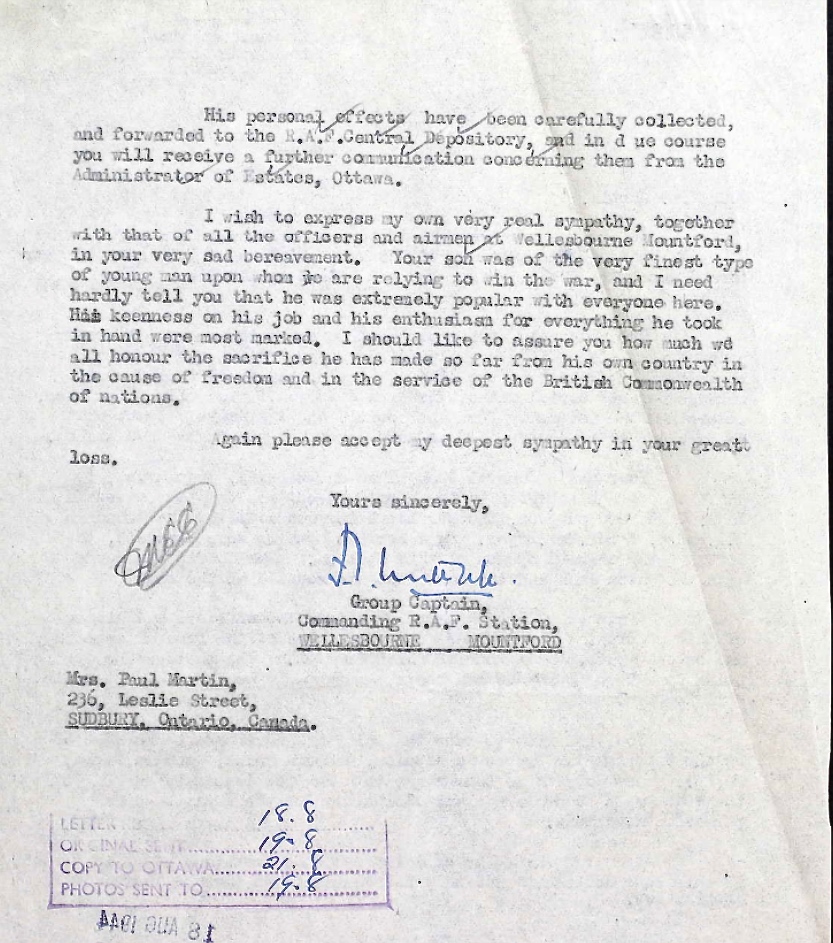 His personal effects have been carefully collected,
and forwarded to the R.A.F.Central Depository, and in d ue course
you will receive a further communication concerning them from the
Administrator of Estates, Ottawa.
I wish to express my own very real sympathy, together
with that of all the officers and airmen at Wellesbourne Mountford,
in your very sad bereavement. Your son was of the very finest type
of young man upon whom we are relying to win the war, and I need
hardly tell you that he was extremely popular with everyone here.
His keenness on his job and his enthusiasm for everything he took
in hand were most marked. I should like to assure you how much we
all honour the sacrifice he has made so far from his own country in
the cause of freedom and in the service of the British Commonwealth
of nations.
Again please accept my deepest sympathy in your greatt
loss.
Yours sincerely,
Group Captain,
Commanding R.A.F. Station,
WELLESBOURNE MOUNTFORD
Mrs. Paul Martin,
236, Leslie Street,
SUDBURY, Ontario, Canada.
LETTER 18.8
ORIGINAL SENT 19-8
COPY TO OTTAWA 21.8
PHOTOS SENT TO 19.8
18 AUG 1944